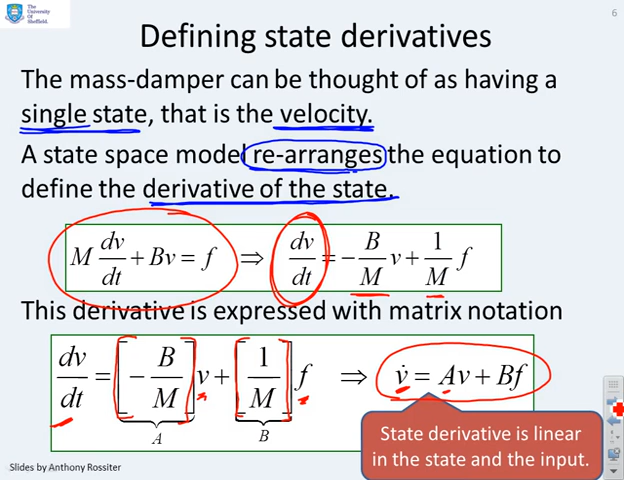 The
University
Of
Sheffield.
6
Defining state derivatives
The mass-damper can be thought of as having a
single state, that is the velocity.
A state space model re-arranges the equation to
define the derivative of the state.
M dv/dt + Bv = f ⇒ dv/dt = − B/M v + 1/M f
This derivative is expressed with matrix notation
dv/dt = [− B/M] v + [1/M] f ⇒ v̇ = Av + Bf
A B
State derivative is linear
in the state and the input.
Slides by Anthony Rossiter